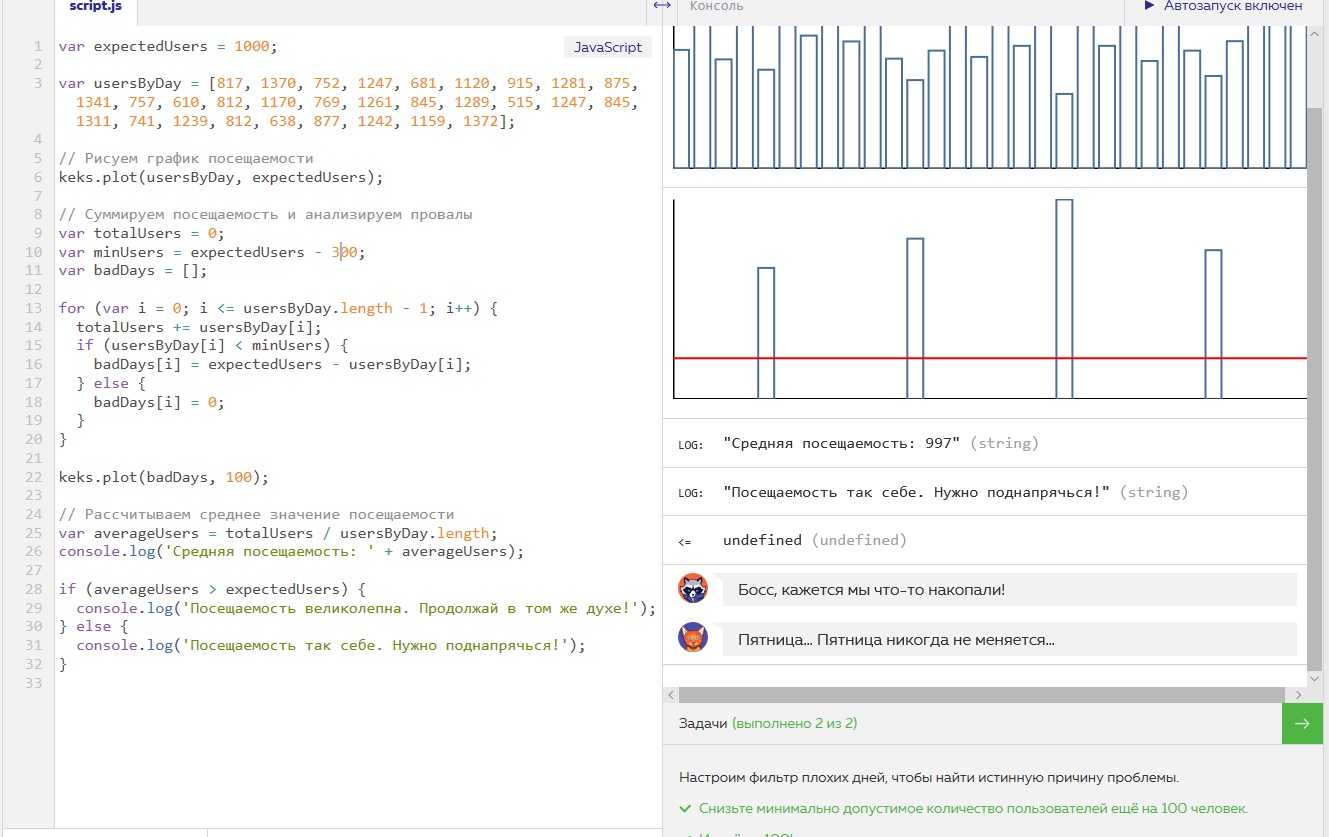 script.js
JavaScript
1 var expectedUsers = 1000;
2
3 var usersByDay = [817, 1370, 752, 1247, 681, 1120, 915, 1281, 875,
1341, 757, 610, 812, 1170, 769, 1261, 845, 1289, 515, 1247, 845,
1311, 741, 1239, 812, 638, 877, 1242, 1159, 1372];
4
5 // Рисуем график посещаемости
6 keks.plot(usersByDay, expectedUsers);
7
8 // Суммируем посещаемость и анализируем провалы
9 var totalUsers = 0;
10 var minUsers = expectedUsers - 300;
11 var badDays = [];
12
13 for (var i = 0; i <= usersByDay.length - 1; i++) {
14 totalUsers += usersByDay[i];
15 if (usersByDay[i] < minUsers) {
16 badDays[i] = expectedUsers - usersByDay[i];
17 } else {
18 badDays[i] = 0;
19 }
20 }
21
22 keks.plot(badDays, 100);
23
24 // Рассчитываем среднее значение посещаемости
25 var averageUsers = totalUsers / usersByDay.length;
26 console.log('Средняя посещаемость: ' + averageUsers);
27
28 if (averageUsers > expectedUsers) {
29 console.log('Посещаемость великолепна. Продолжай в том же духе!');
30 } else {
31 console.log('Посещаемость так себе. Нужно поднапрячься!');
32 }
33
Консоль
Автозапуск включен
LOG: "Средняя посещаемость: 997" (string)
LOG: "Посещаемость так себе. Нужно поднапрячься!" (string)
<= undefined (undefined)
Босс, кажется мы что-то накопали!
Пятница... Пятница никогда не меняется...
Задачи (выполнено 2 из 2)
Настроим фильтр плохих дней, чтобы найти истинную причину проблемы.
Снизьте минимально допустимое количество пользователей ещё на 100 человек.